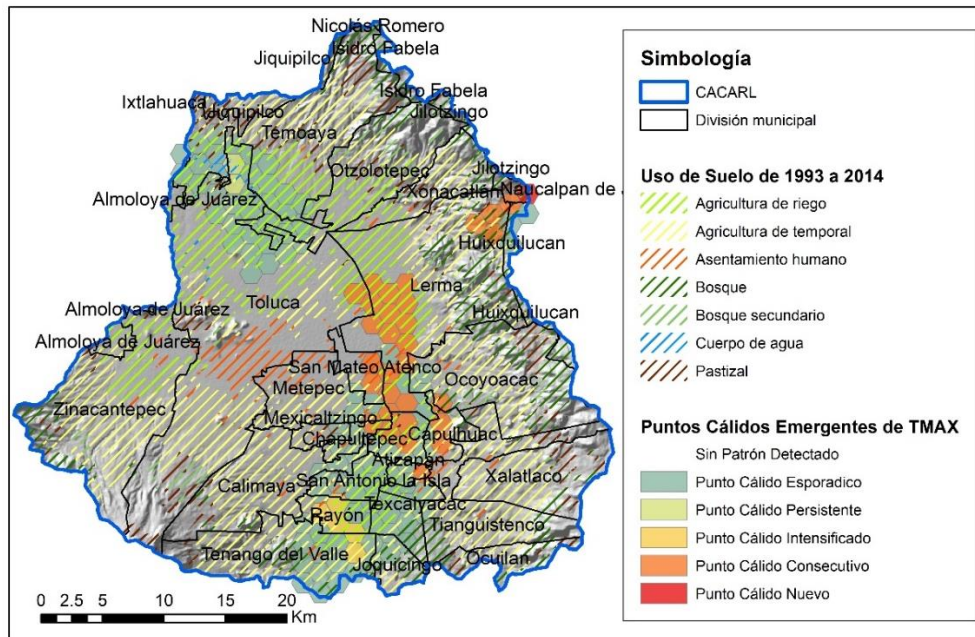 Nicolás Romero
Isidro Fabela
Jiquipilco
Isidro Fabela
Ixtlahuaca
Jiquipilco
Jilotzingo
Temoaya
Otzolotepec
Jilotzingo
Xonacatlán
Naucalpan de J
Almoloya de Juárez
Huixquilucan
Lerma
Toluca
Almoloya de Juárez
Huixquilucan
Almoloya de Juárez
San Mateo Atenco
Ocoyoacac
Metepec
Zinacantepec
Mexicaltzingo
Chapultepec
Capulhuac
Atizapán
Xalatlaco
Calimaya
San Antonio la Isla
Texcalyacac
Rayón
Tianguistenco
Tenango del Valle
Joquicingo
Ocuilan
0 2.5 5 10 15 20
Km
Simbología
CACARL
División municipal
Uso de Suelo de 1993 a 2014
Agricultura de riego
Agricultura de temporal
Asentamiento humano
Bosque
Bosque secundario
Cuerpo de agua
Pastizal
Puntos Cálidos Emergentes de TMAX
Sin Patrón Detectado
Punto Cálido Esporadico
Punto Cálido Persistente
Punto Cálido Intensificado
Punto Cálido Consecutivo
Punto Cálido Nuevo